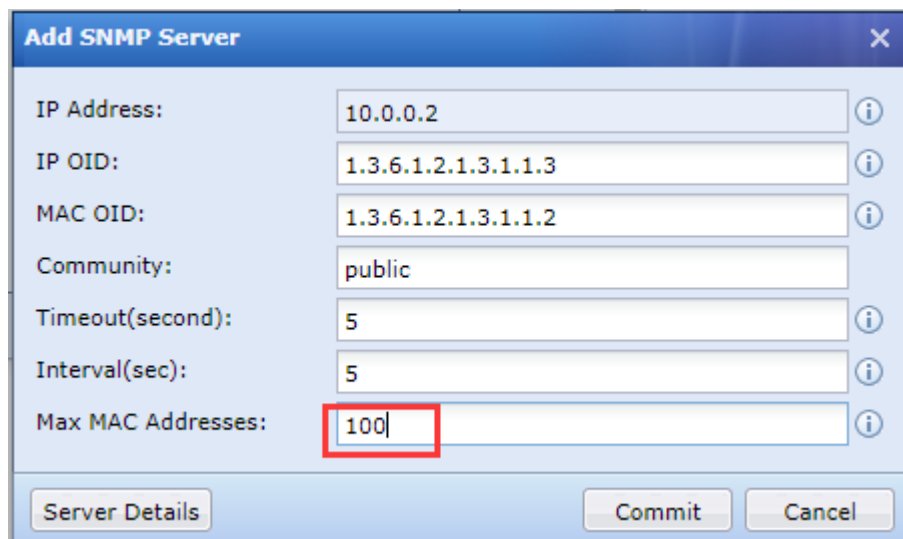 Add SNMP Server
IP Address: 10.0.0.2
IP OID: 1.3.6.1.2.1.3.1.1.3
MAC OID: 1.3.6.1.2.1.3.1.1.2
Community: public
Timeout(second): 5
Interval(sec): 5
Max MAC Addresses: 100
Server Details Commit Cancel